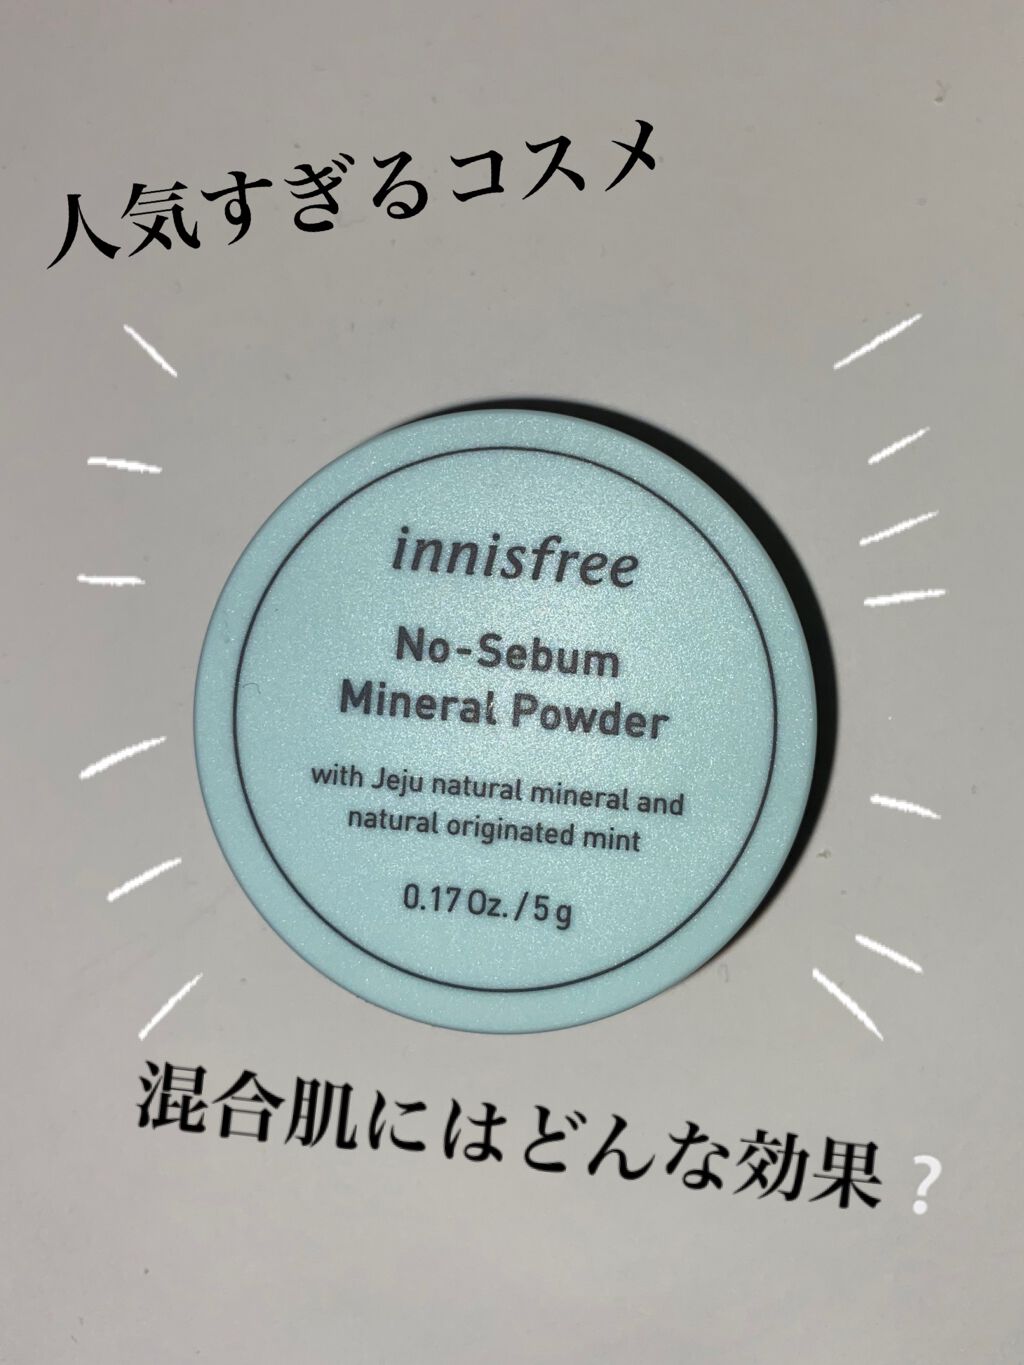 人気すぎるコスメ
innisfree
No-Sebum
Mineral Powder
with Jeju natural mineral and
natural originated mint
0.17 Oz. / 5 g
混合肌にはどんな効果?